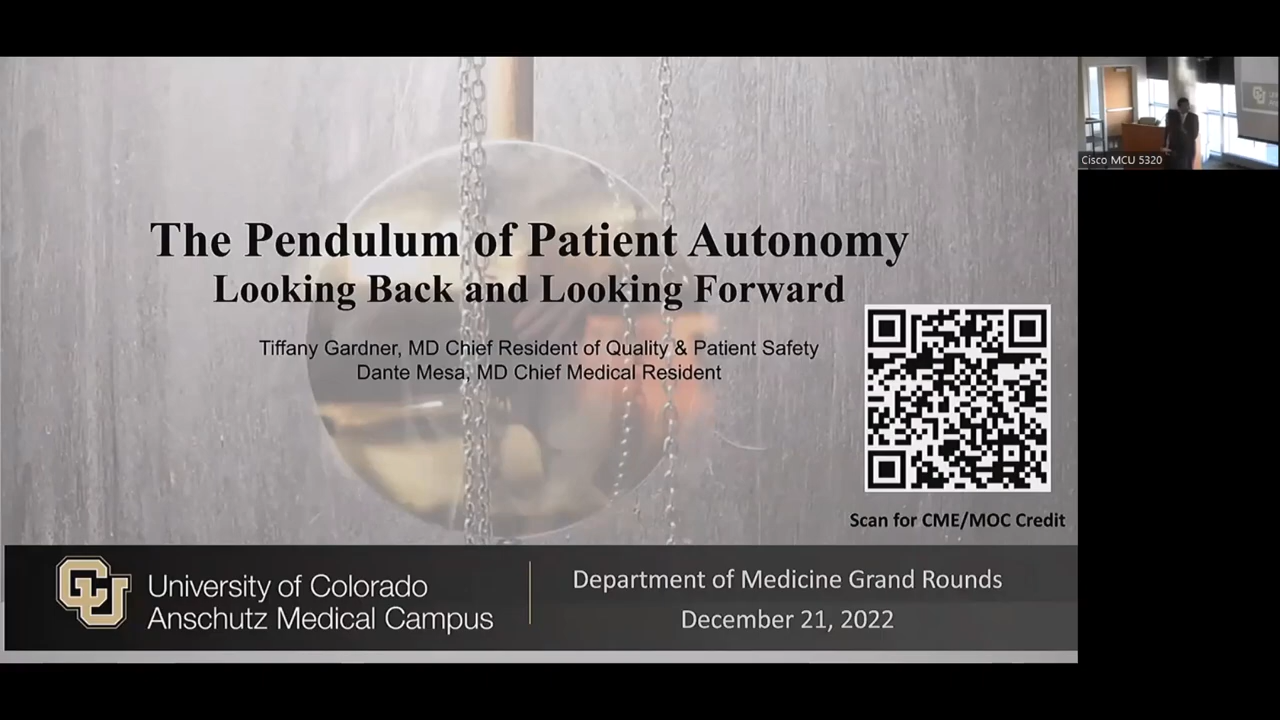 The Pendulum of Patient Autonomy
Looking Back and Looking Forward
Tiffany Gardner, MD Chief Resident of Quality & Patient Safety
Dante Mesa, MD Chief Medical Resident
Scan for CME/MOC Credit
CU
University of Colorado
Anschutz Medical Campus
Department of Medicine Grand Rounds
December 21, 2022
Cisco MCU 5320